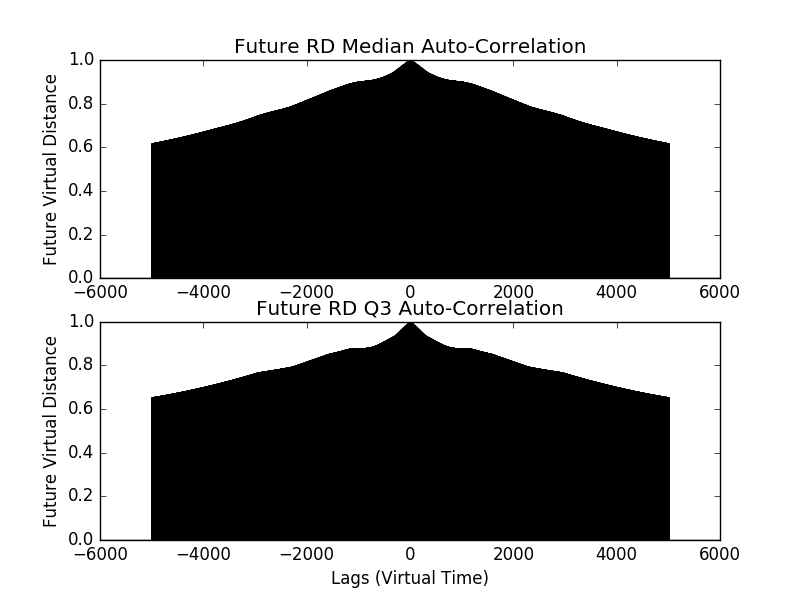 Future RD Median Auto-Correlation
1.0
0.8
0.6
0.4
0.2
0.0
Future Virtual Distance
−6000 −4000 −2000 0 2000 4000 6000
Future RD Q3 Auto-Correlation
1.0
0.8
0.6
0.4
0.2
0.0
Future Virtual Distance
−6000 −4000 −2000 0 2000 4000 6000
Lags (Virtual Time)